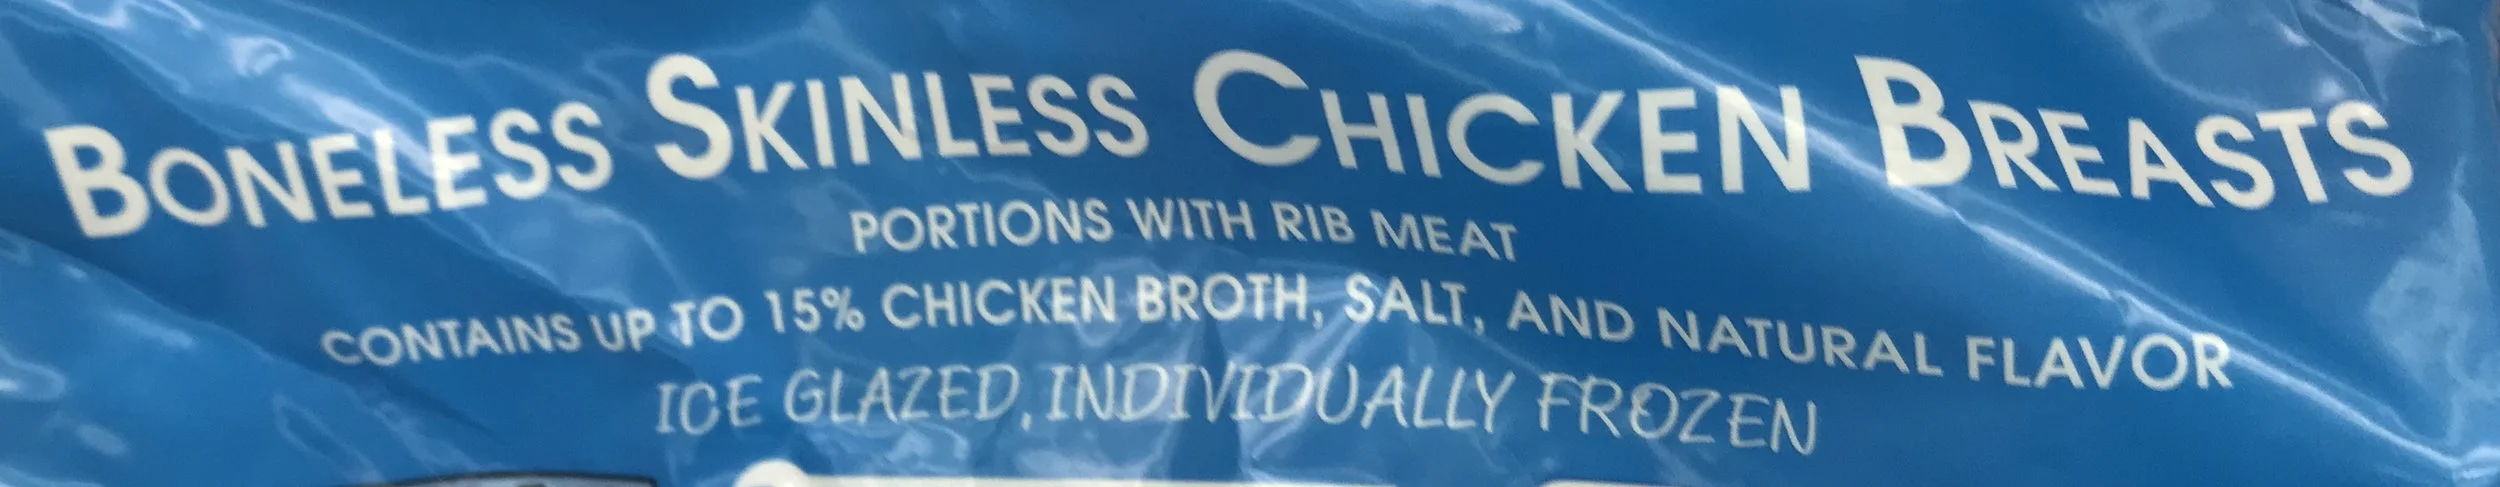 BONELESS SKINLESS CHICKEN BREASTS
PORTIONS WITH RIB MEAT
CONTAINS UP TO 15% CHICKEN BROTH, SALT, AND NATURAL FLAVOR
ICE GLAZED, INDIVIDUALLY FROZEN